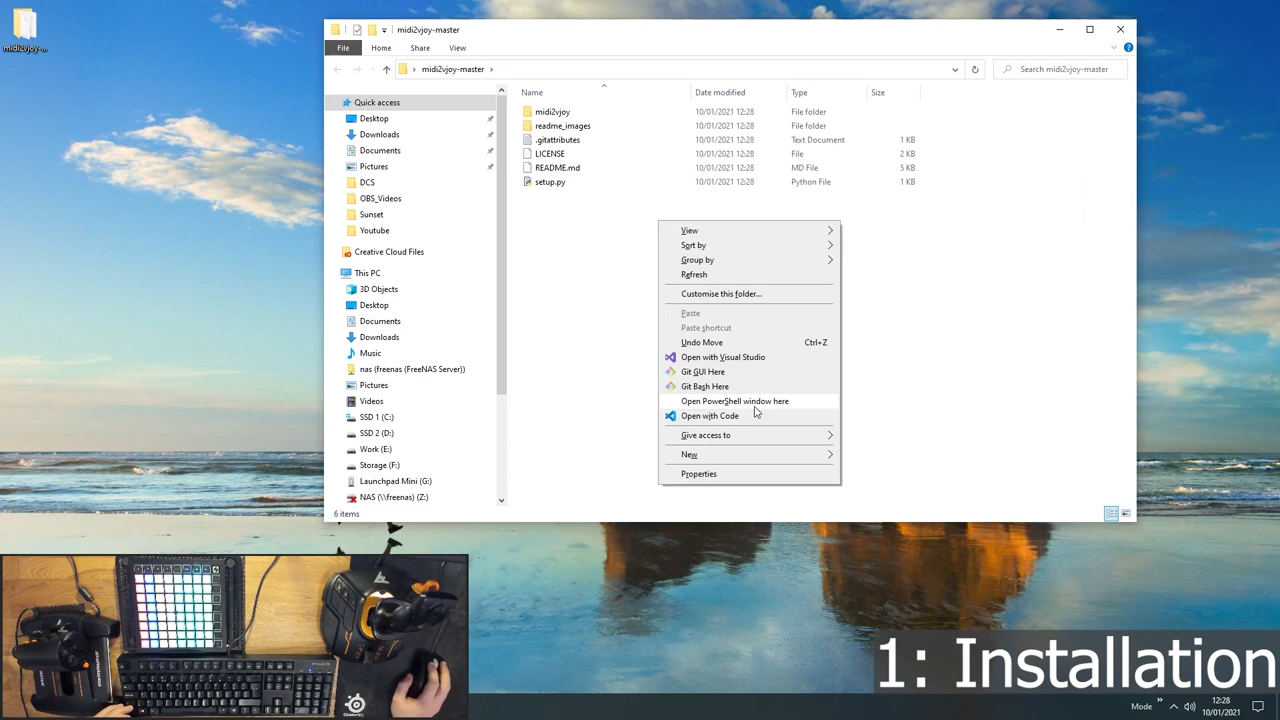 midi2vjoy-...
midi2vjoy-master
File Home Share View
midi2vjoy-master
Search midi2vjoy-master
Name Date modified Type Size
Quick access
Desktop
Downloads
Documents
Pictures
DCS
OBS_Videos
Sunset
Youtube
Creative Cloud Files
This PC
3D Objects
Desktop
Documents
Downloads
Music
nas (freenas (FreeNAS Server))
Pictures
Videos
SSD 1 (C:)
SSD 2 (D:)
Work (E:)
Storage (F:)
Launchpad Mini (G:)
NAS (\\freenas) (Z:)
midi2vjoy 10/01/2021 12:28 File folder
readme_images 10/01/2021 12:28 File folder
.gitattributes 10/01/2021 12:28 Text Document 1 KB
LICENSE 10/01/2021 12:28 File 2 KB
README.md 10/01/2021 12:28 MD File 5 KB
setup.py 10/01/2021 12:28 Python File 1 KB
View
Sort by
Group by
Refresh
Customise this folder...
Paste
Paste shortcut
Undo Move Ctrl+Z
Open with Visual Studio
Git GUI Here
Git Bash Here
Open PowerShell window here
Open with Code
Give access to
New
Properties
6 items
1: Installation
Mode
12:28
10/01/2021